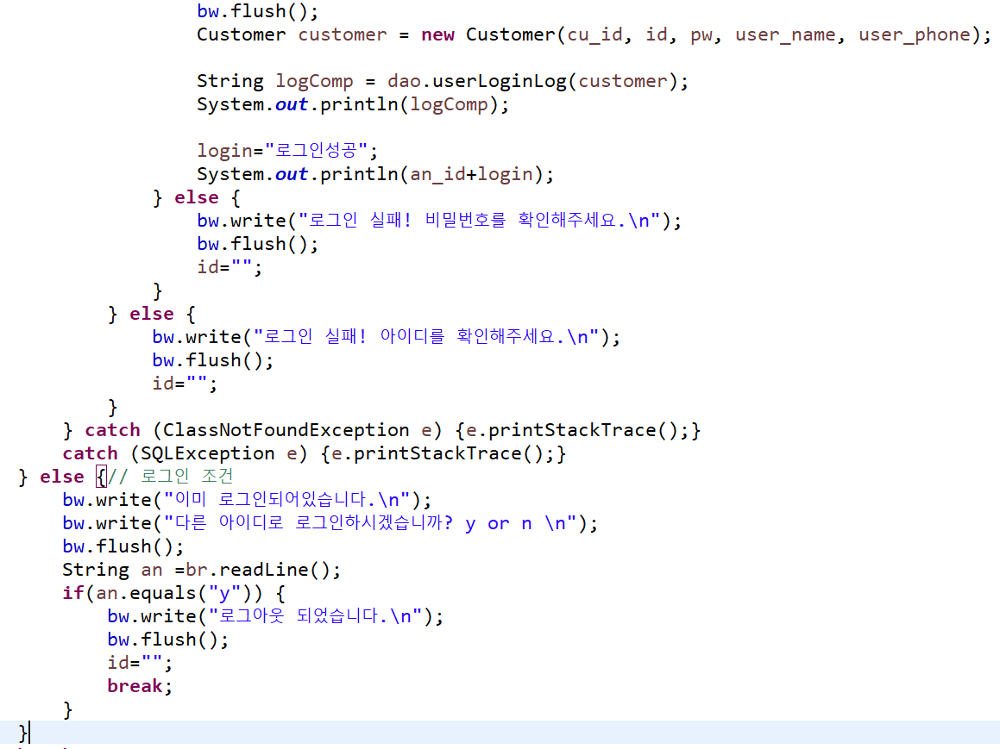 bw.flush();
Customer customer = new Customer(cu_id, id, pw, user_name, user_phone);
String logComp = dao.userLoginLog(customer);
System.out.println(logComp);
login="로그인성공";
System.out.println(an_id+login);
} else {
bw.write("로그인 실패! 비밀번호를 확인해주세요.\n");
bw.flush();
id="";
}
} else {
bw.write("로그인 실패! 아이디를 확인해주세요.\n");
bw.flush();
id="";
}
} catch (ClassNotFoundException e) {e.printStackTrace();}
catch (SQLException e) {e.printStackTrace();}
} else {// 로그인 조건
bw.write("이미 로그인되어있습니다.\n");
bw.write("다른 아이디로 로그인하시겠습니까? y or n \n");
bw.flush();
String an =br.readLine();
if(an.equals("y")) {
bw.write("로그아웃 되었습니다.\n");
bw.flush();
id="";
break;
}
}